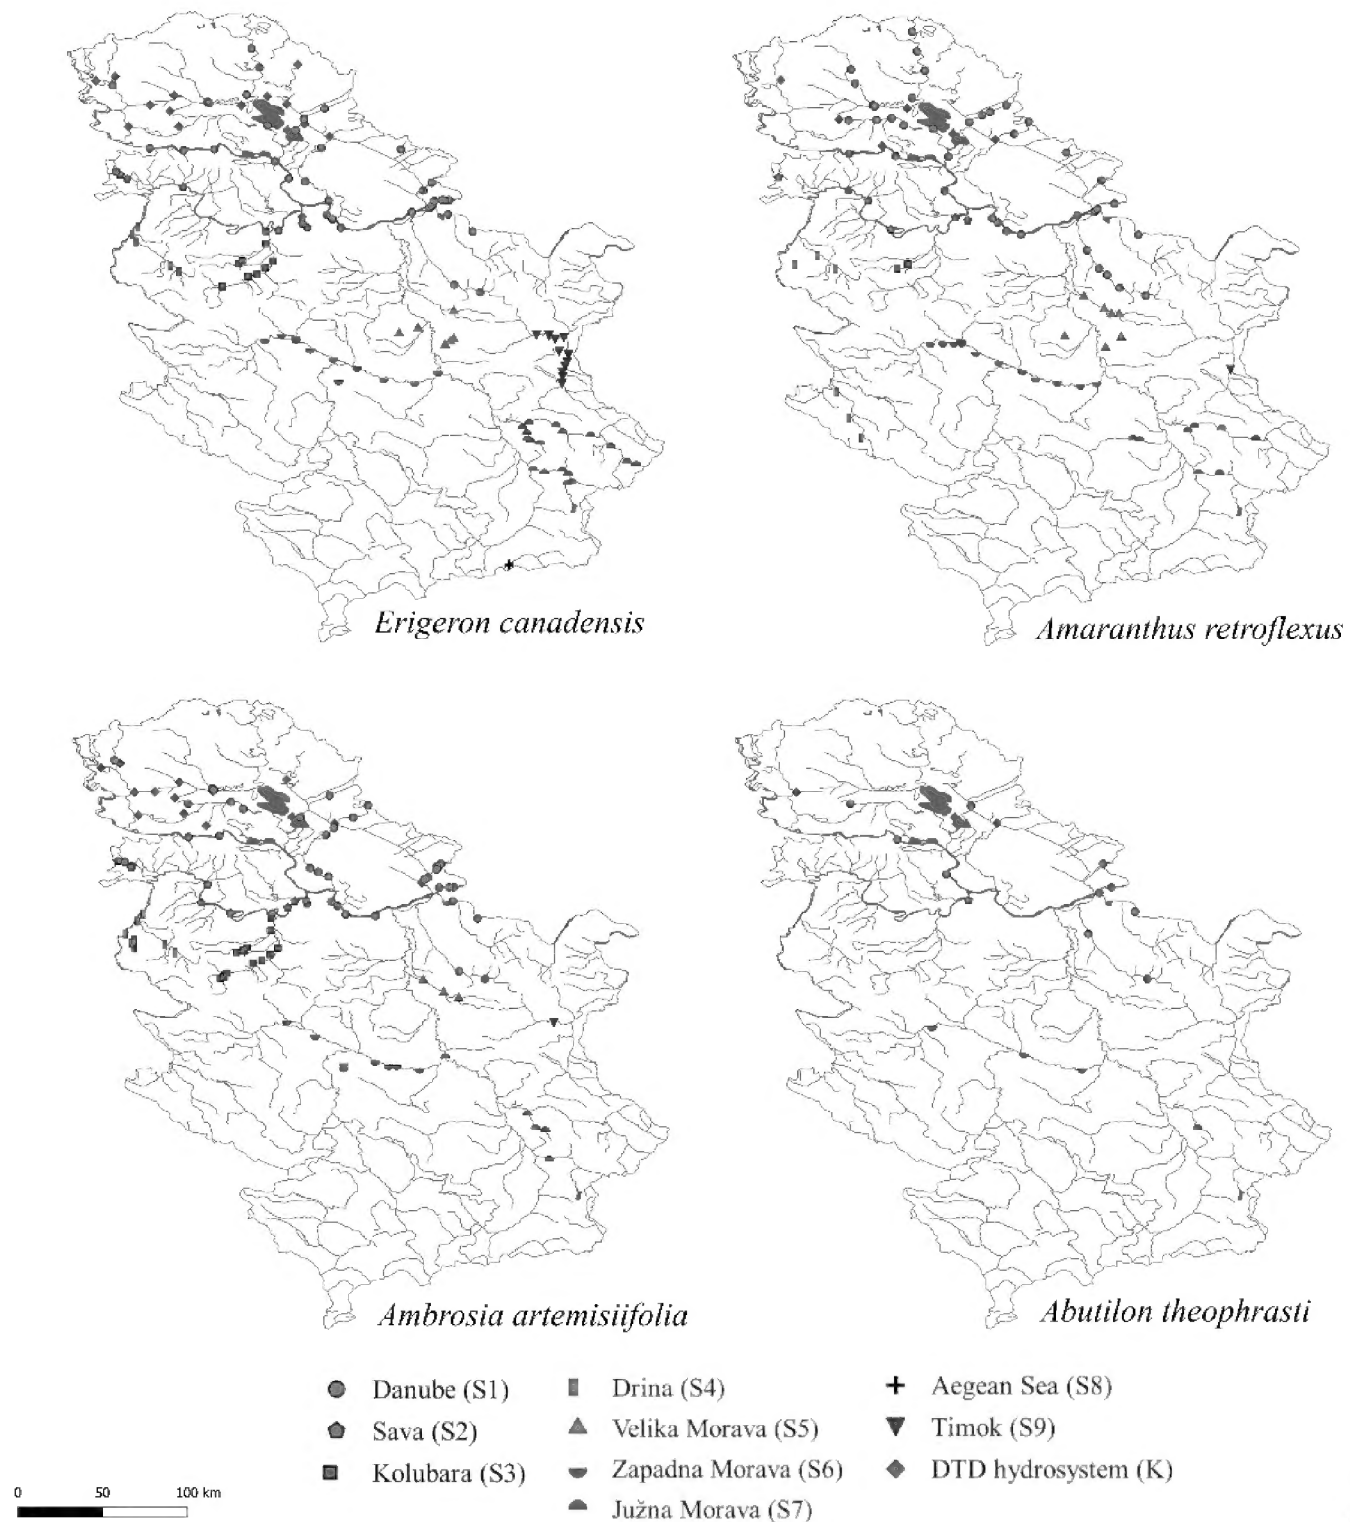 Erigeron canadensis
Amaranthus retroflexus
Ambrosia artemisiifolia
Abutilon theophrasti
Danube (S1)
Sava (S2)
Kolubara (S3)
Drina (S4)
Velika Morava (S5)
Zapadna Morava (S6)
Južna Morava (S7)
Aegean Sea (S8)
Timok (S9)
DTD hydrosystem (K)
0 50 100 km